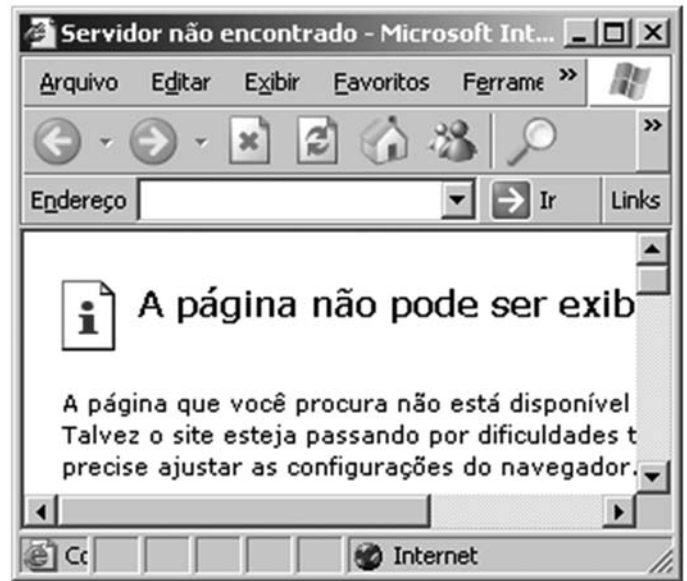 Servidor não encontrado - Microsoft Int...
Arquivo Editar Exibir Favoritos Ferrame »
»
Endereço Ir Links
A página não pode ser exib
A página que você procura não está disponível
Talvez o site esteja passando por dificuldades t
precise ajustar as configurações do navegador.
Cc Internet